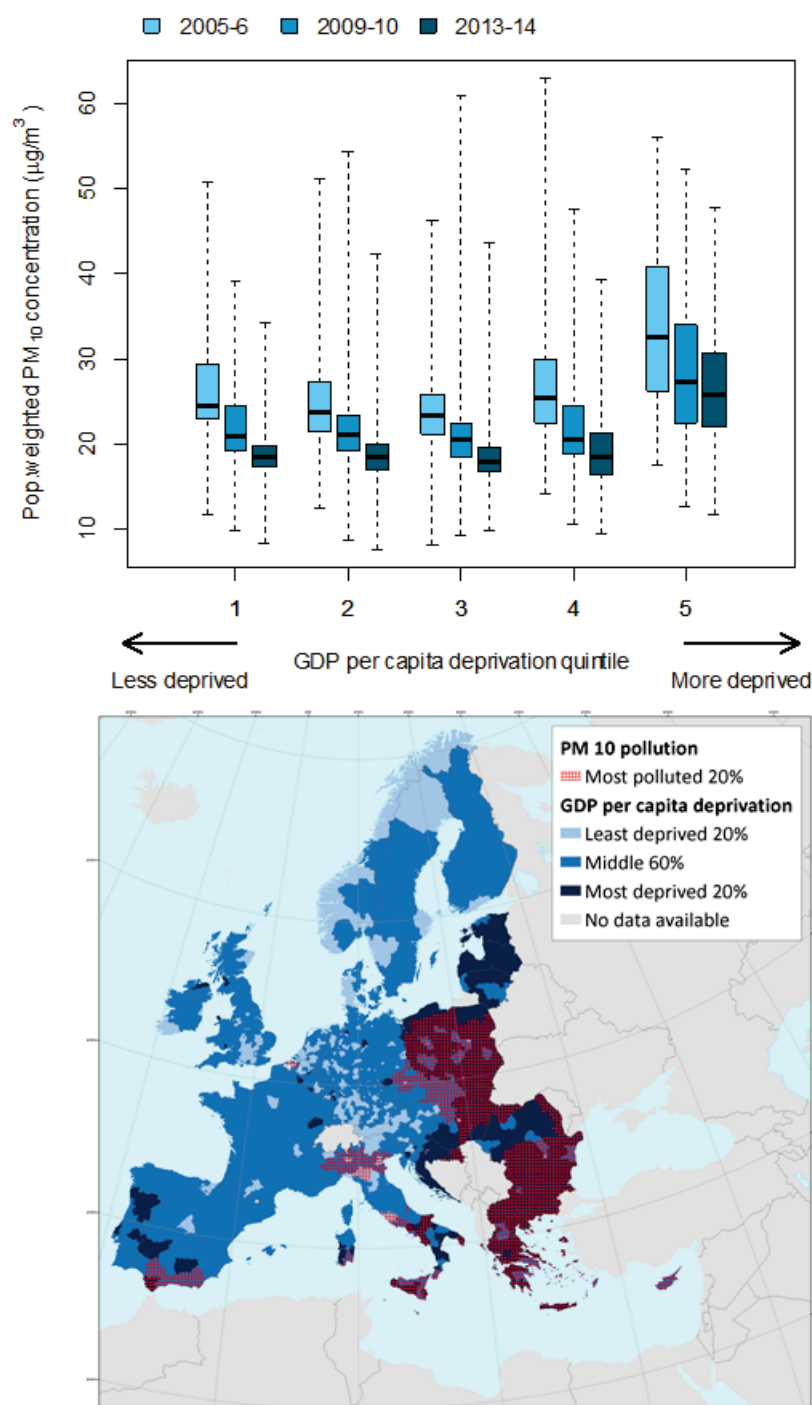 2005-6 2009-10 2013-14
Pop.weighted PM10 concentration (µg/m³)
60
50
40
30
20
10
1 2 3 4 5
GDP per capita deprivation quintile
Less deprived
More deprived
PM 10 pollution
Most polluted 20%
GDP per capita deprivation
Least deprived 20%
Middle 60%
Most deprived 20%
No data available